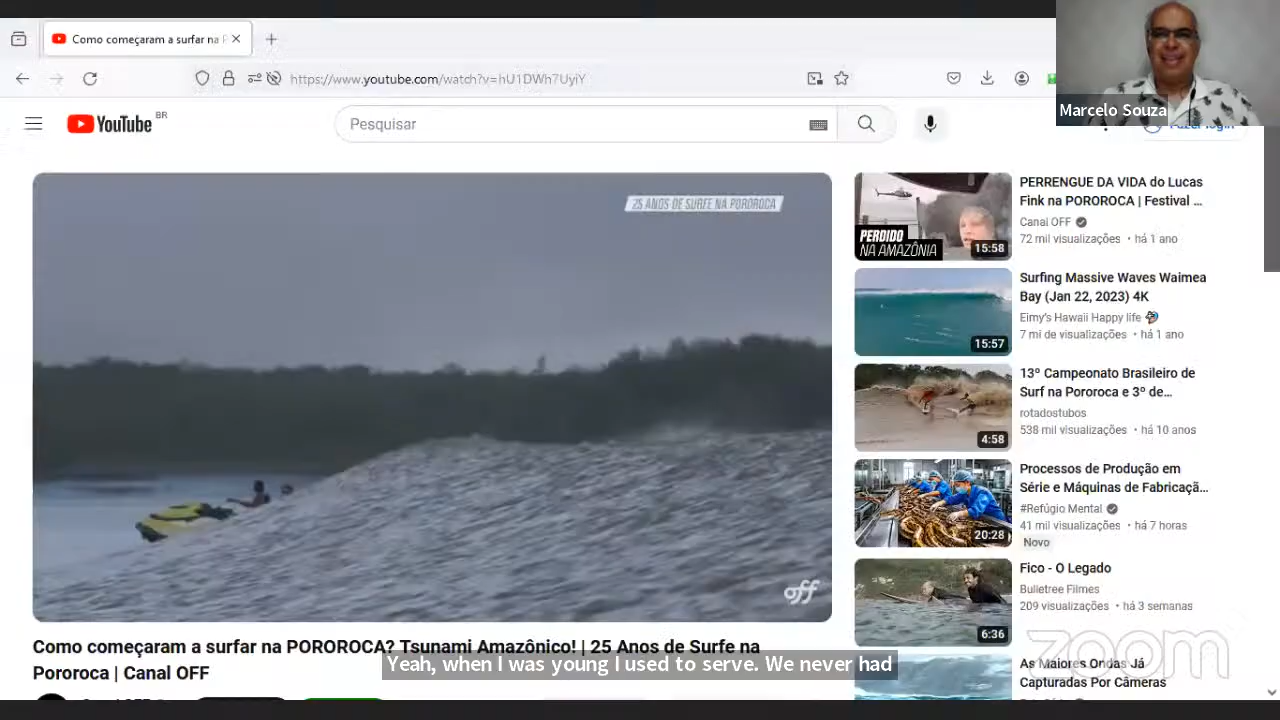 Como começaram a surfar na P
https://www.youtube.com/watch?v=hU1DWh7UyiY
Marcelo Souza
YouTube BR
Pesquisar
Fazer login
25 ANOS DE SURFE NA POROROCA
off
Como começaram a surfar na POROROCA? Tsunami Amazônico! | 25 Anos de Surfe na
Pororoca | Canal OFF
PERDIDO
NA AMAZÔNIA
15:58
PERRENGUE DA VIDA do Lucas
Fink na POROROCA | Festival ...
Canal OFF
72 mil visualizações • há 1 ano
15:57
Surfing Massive Waves Waimea
Bay (Jan 22, 2023) 4K
Eimy's Hawaii Happy life
7 mi de visualizações • há 1 ano
4:58
13º Campeonato Brasileiro de
Surf na Pororoca e 3º de...
rotadostubos
538 mil visualizações • há 10 anos
20:28
Processos de Produção em
Série e Máquinas de Fabricaçã...
#Refúgio Mental
41 mil visualizações • há 7 horas
Novo
6:36
Fico - O Legado
Bulletree Filmes
209 visualizações • há 3 semanas
As Maiores Ondas Já
Capturadas Por Câmeras
zoom
Yeah, when I was young I used to serve. We never had